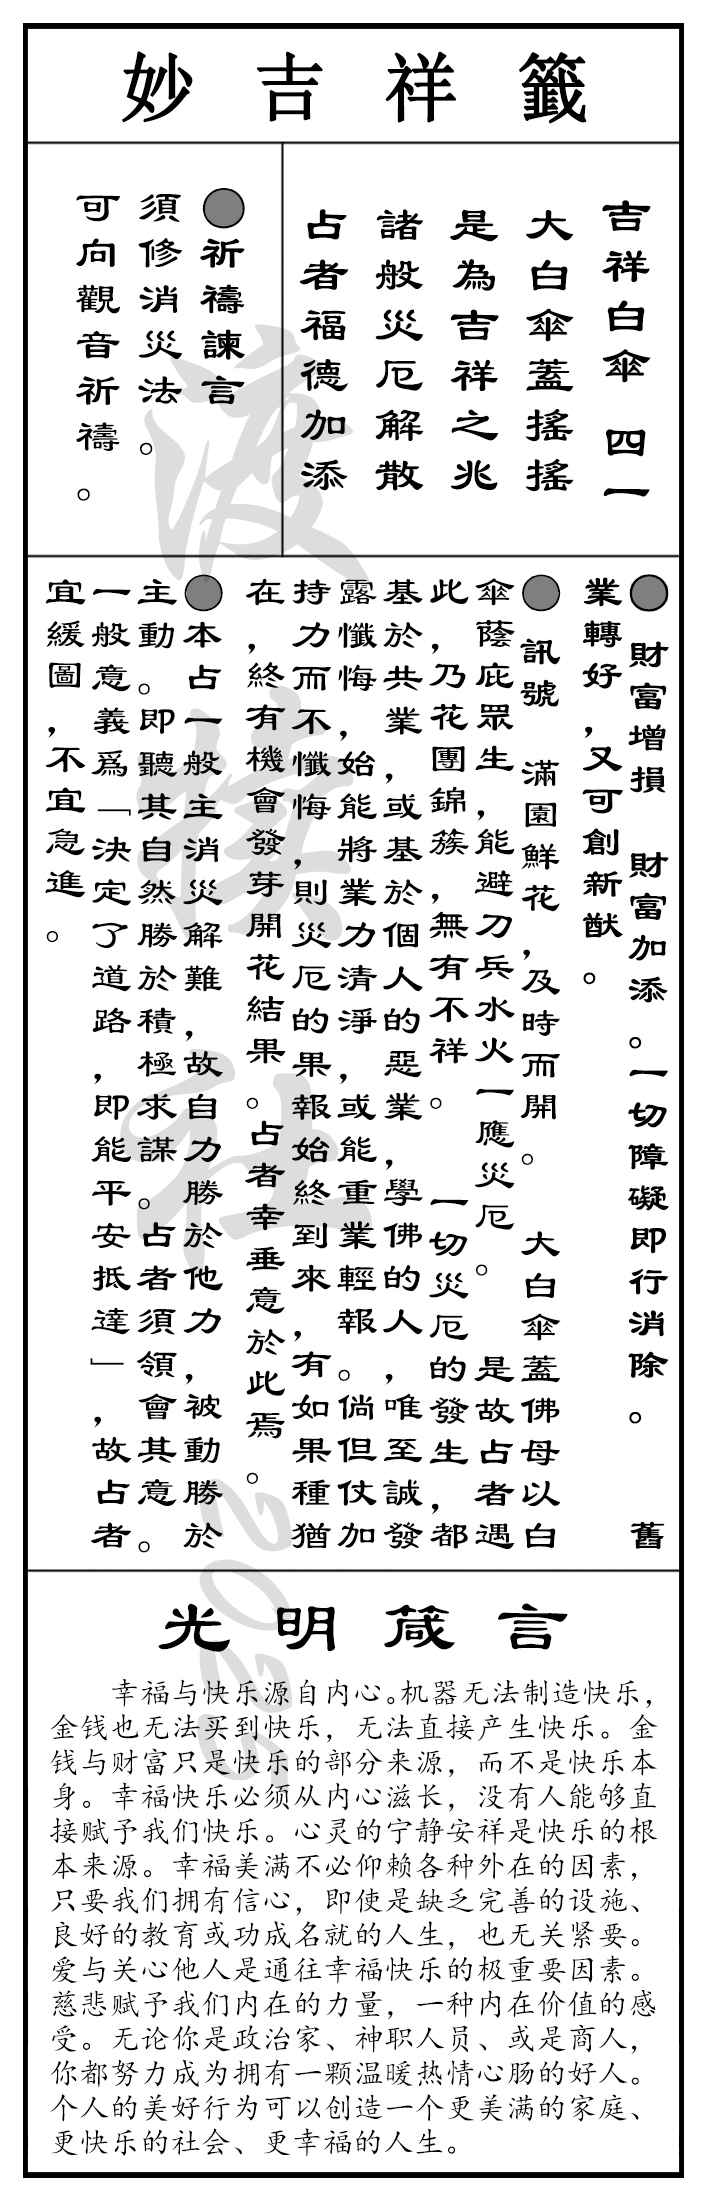 妙吉祥籤
吉祥白傘 四一
大白傘蓋搖搖
是為吉祥之兆
諸般災厄解散
占者福德加添
●祈禱諫言
須修消災法。
可向觀音祈禱。
●財富增損 財富加添。一切障礙即行消除。 舊
業轉好，又可創新猷。
●訊號 滿園鮮花，及時而開。 大白傘蓋佛母以白
傘蔭庇眾生，能避刀兵水火一應災厄。 是故占者遇
此，乃花團錦簇，無有不祥。 一切災厄的發生，都
基於共業，或基於個人的惡業，學佛的人，唯至誠發
露懺悔，始能將業力清淨，或能重業輕報。倘但仗加
持力而不懺悔，則災厄的果報始終到來，有如果種猶
在，終有機會發芽開花結果。占者幸垂意於此焉。
●本占一般主消災解難，故自力勝於他力，被動勝於
主動。即聽其自然勝於積極求謀。占者須領會其意。
一般意義爲「決定了道路，即能平安抵達」，故占者
宜緩圖，不宜急進。
光明箴言
幸福与快乐源自内心。机器无法制造快乐，
金钱也无法买到快乐，无法直接产生快乐。金
钱与财富只是快乐的部分来源，而不是快乐本
身。幸福快乐必须从内心滋长，没有人能够直
接赋予我们快乐。心灵的宁静安祥是快乐的根
本来源。幸福美满不必仰赖各种外在的因素，
只要我们拥有信心，即使是缺乏完善的设施、
良好的教育或功成名就的人生，也无关紧要。
爱与关心他人是通往幸福快乐的极重要因素。
慈悲赋予我们内在的力量，一种内在价值的感
受。无论你是政治家、神职人员、或是商人，
你都努力成为拥有一颗温暖热情心肠的好人。
个人的美好行为可以创造一个更美满的家庭、
更快乐的社会、更幸福的人生。
渡
社
2025